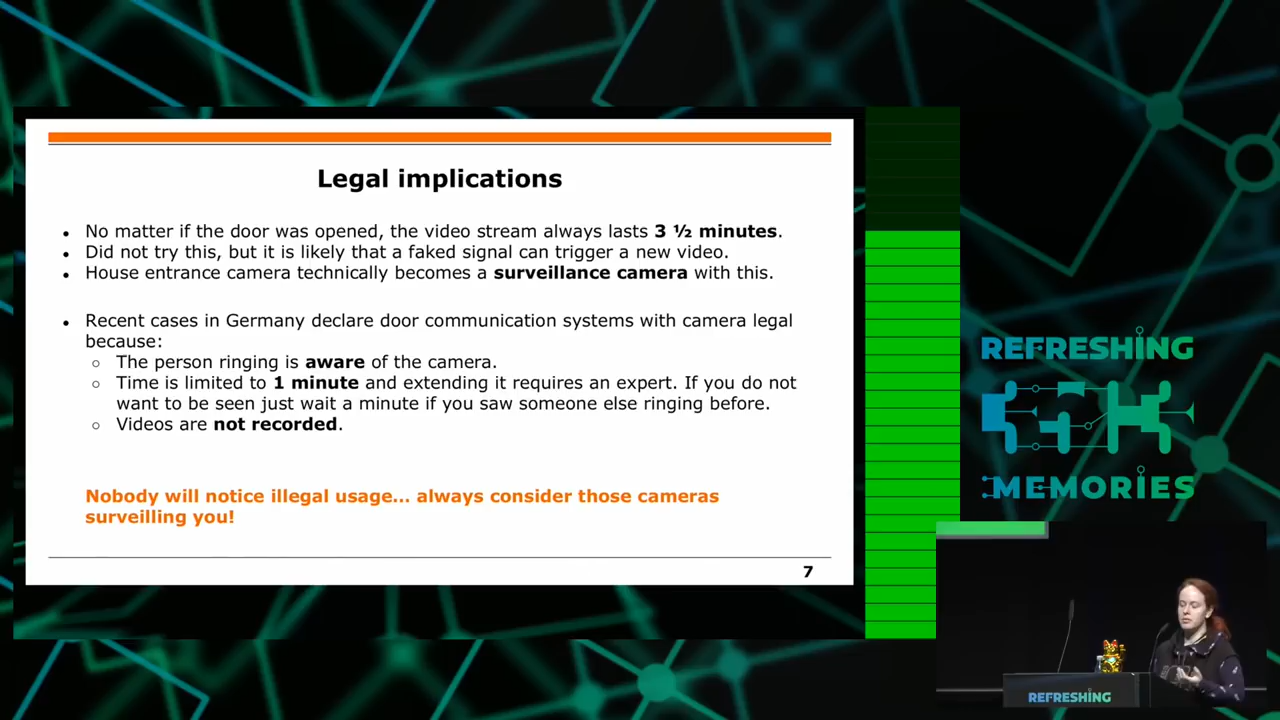 Legal implications
No matter if the door was opened, the video stream always lasts 3 ½ minutes.
Did not try this, but it is likely that a faked signal can trigger a new video.
House entrance camera technically becomes a surveillance camera with this.
Recent cases in Germany declare door communication systems with camera legal
because:
The person ringing is aware of the camera.
Time is limited to 1 minute and extending it requires an expert. If you do not
want to be seen just wait a minute if you saw someone else ringing before.
Videos are not recorded.
Nobody will notice illegal usage... always consider those cameras
surveilling you!
7
REFRESHING
MEMORIES
REFRESHING